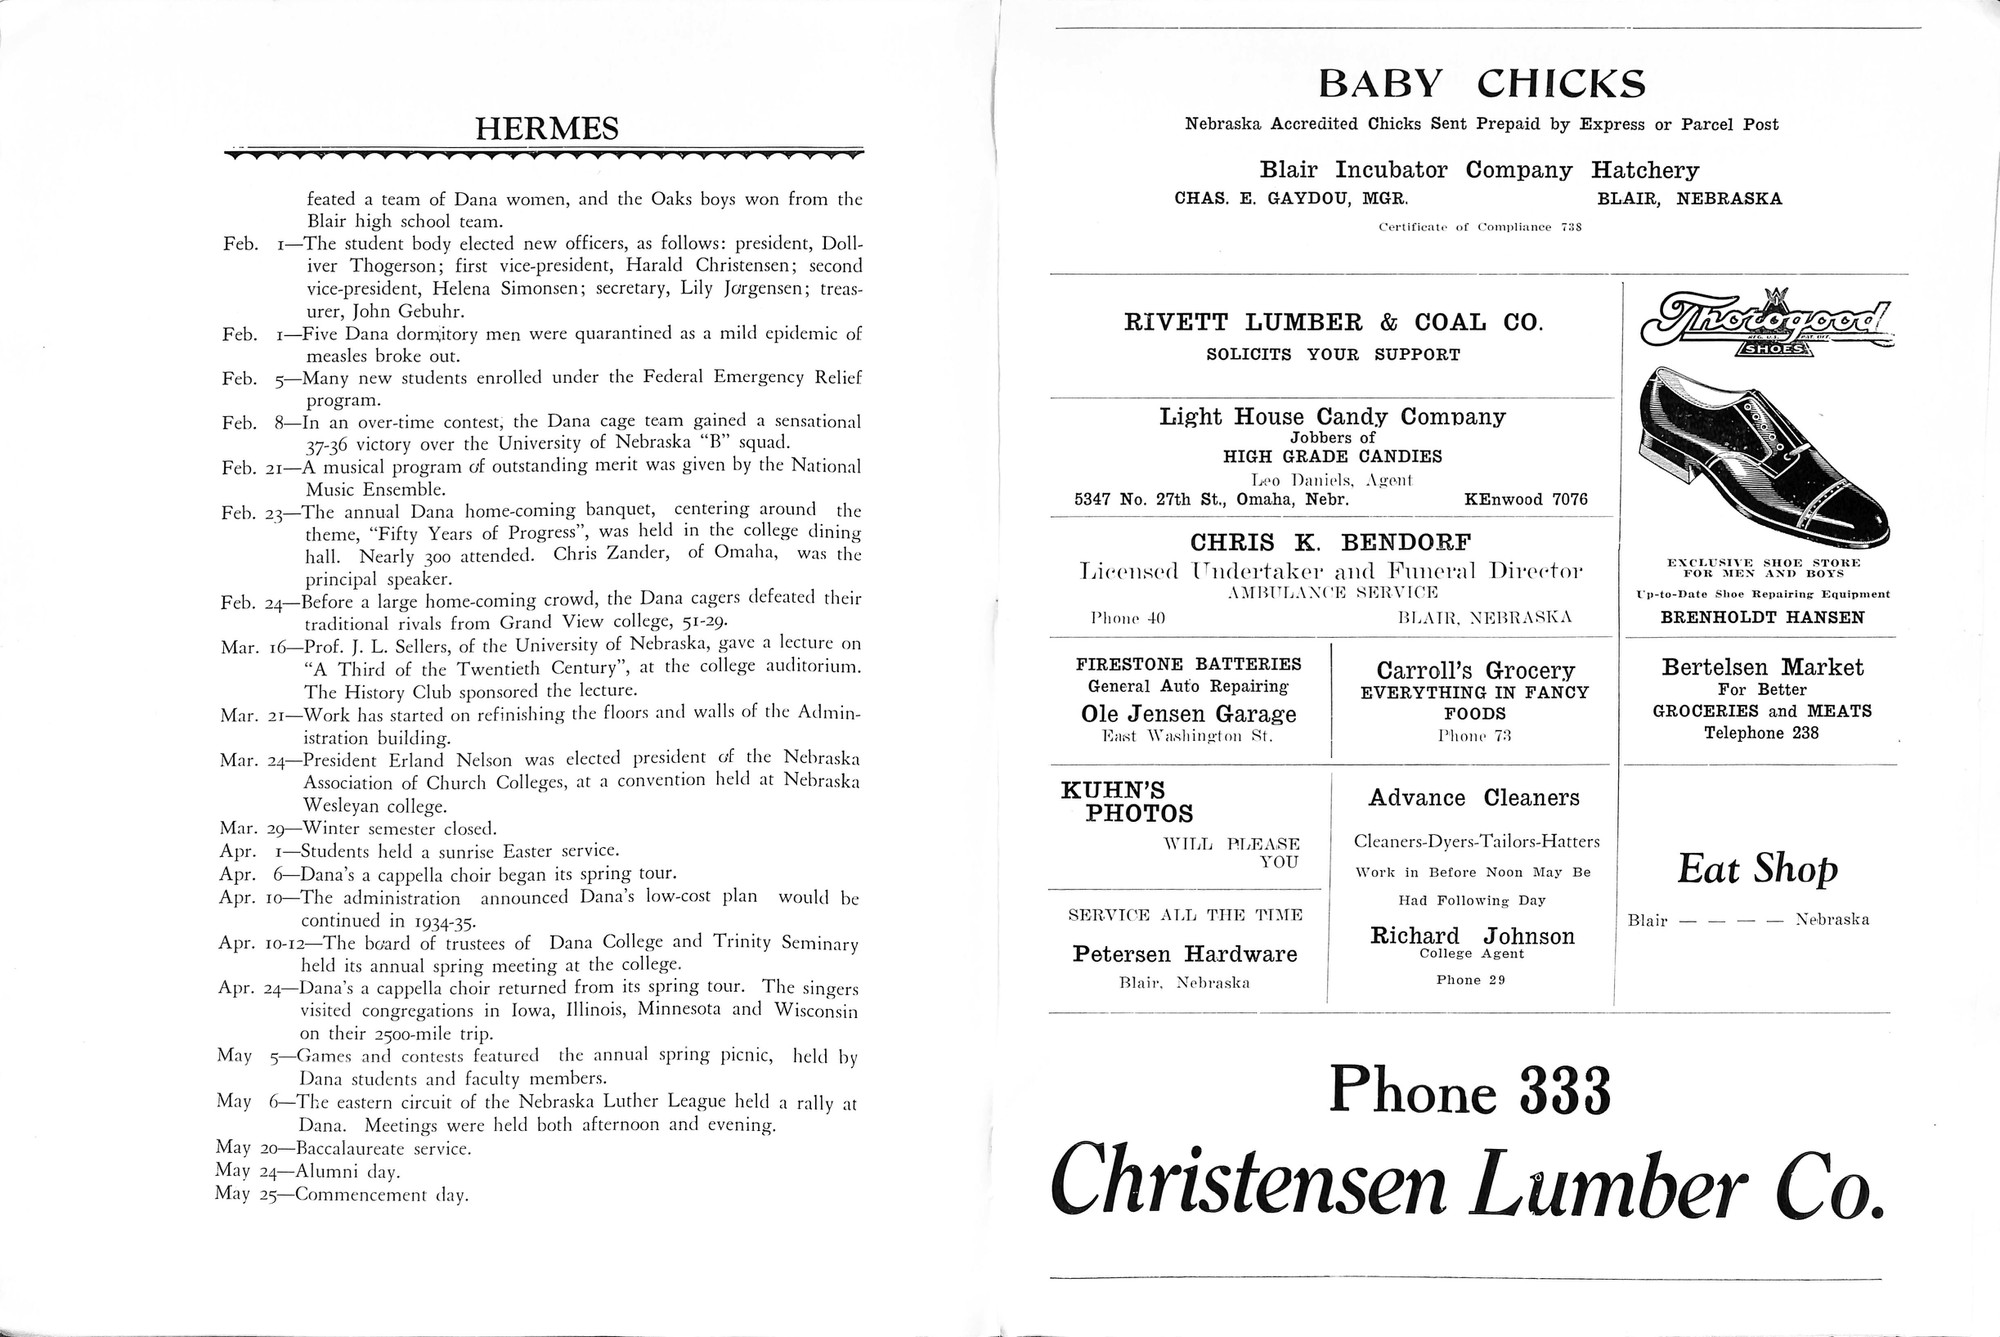 HERMES
feated a team of Dana women, and the Oaks boys won from the
Blair high school team.
Feb. 1—The student body elected new officers, as follows: president, Doll-
iver Thogerson; first vice-president, Harald Christensen; second
vice-president, Helena Simonsen; secretary, Lily Jorgensen; treas-
urer, John Gebuhr.
Feb. 1—Five Dana dormitory men were quarantined as a mild epidemic of
measles broke out.
Feb. 5—Many new students enrolled under the Federal Emergency Relief
program.
Feb. 8—In an over-time contest, the Dana cage team gained a sensational
37-36 victory over the University of Nebraska “B” squad.
Feb. 21—A musical program of outstanding merit was given by the National
Music Ensemble.
Feb. 23—The annual Dana home-coming banquet, centering around the
theme, “Fifty Years of Progress”, was held in the college dining
hall. Nearly 300 attended. Chris Zander, of Omaha, was the
principal speaker.
Feb. 24—Before a large home-coming crowd, the Dana cagers defeated their
traditional rivals from Grand View college, 51-29.
Mar. 16—Prof. J. L. Sellers, of the University of Nebraska, gave a lecture on
“A Third of the Twentieth Century”, at the college auditorium.
The History Club sponsored the lecture.
Mar. 21—Work has started on refinishing the floors and walls of the Admin-
istration building.
Mar. 24—President Erland Nelson was elected president of the Nebraska
Association of Church Colleges, at a convention held at Nebraska
Wesleyan college.
Mar. 29—Winter semester closed.
Apr. 1—Students held a sunrise Easter service.
Apr. 6—Dana’s a cappella choir began its spring tour.
Apr. 10—The administration announced Dana’s low-cost plan would be
continued in 1934-35.
Apr. 10-12—The board of trustees of Dana College and Trinity Seminary
held its annual spring meeting at the college.
Apr. 24—Dana’s a cappella choir returned from its spring tour. The singers
visited congregations in Iowa, Illinois, Minnesota and Wisconsin
on their 2500-mile trip.
May 5—Games and contests featured the annual spring picnic, held by
Dana students and faculty members.
May 6—The eastern circuit of the Nebraska Luther League held a rally at
Dana. Meetings were held both afternoon and evening.
May 20—Baccalaureate service.
May 24—Alumni day.
May 25—Commencement day.
BABY CHICKS
Nebraska Accredited Chicks Sent Prepaid by Express or Parcel Post
Blair Incubator Company Hatchery
CHAS. E. GAYDOU, MGR. BLAIR, NEBRASKA
Certificate of Compliance 738
RIVETT LUMBER & COAL CO.
SOLICITS YOUR SUPPORT
Light House Candy Company
Jobbers of
HIGH GRADE CANDIES
Leo Daniels, Agent
5347 No. 27th St., Omaha, Nebr. KEnwood 7076
CHRIS K. BENDORF
Licensed Undertaker and Funeral Director
AMBULANCE SERVICE
Phone 40 BLAIR, NEBRASKA
Thorogood
SHOES
EXCLUSIVE SHOE STORE
FOR MEN AND BOYS
Up-to-Date Shoe Repairing Equipment
BRENHOLDT HANSEN
FIRESTONE BATTERIES
General Auto Repairing
Ole Jensen Garage
East Washington St.
Carroll's Grocery
EVERYTHING IN FANCY
FOODS
Phone 73
Bertelsen Market
For Better
GROCERIES and MEATS
Telephone 238
KUHN'S
PHOTOS
WILL PLEASE
YOU
SERVICE ALL THE TIME
Petersen Hardware
Blair, Nebraska
Advance Cleaners
Cleaners-Dyers-Tailors-Hatters
Work in Before Noon May Be
Had Following Day
Richard Johnson
College Agent
Phone 29
Eat Shop
Blair — — — — Nebraska
Phone 333
Christensen Lumber Co.